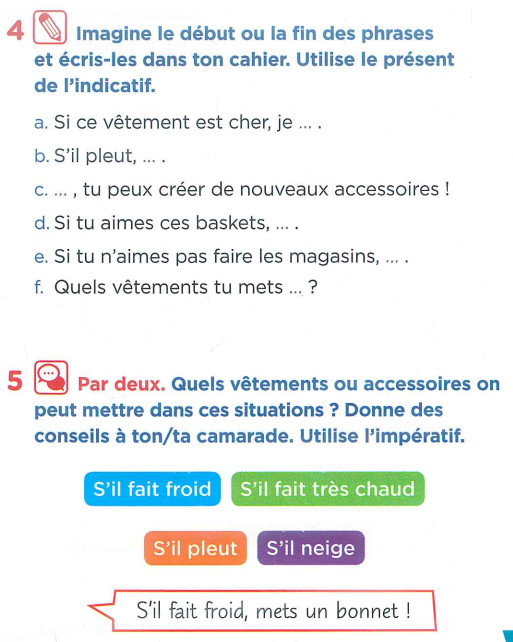 4 Imagine le début ou la fin des phrases
et écris-les dans ton cahier. Utilise le présent
de l'indicatif.
a. Si ce vêtement est cher, je ... .
b. S'il pleut, ... .
c. ... , tu peux créer de nouveaux accessoires !
d. Si tu aimes ces baskets, ... .
e. Si tu n'aimes pas faire les magasins, ... .
f. Quels vêtements tu mets ... ?
5 Par deux. Quels vêtements ou accessoires on
peut mettre dans ces situations ? Donne des
conseils à ton/ta camarade. Utilise l'impératif.
S'il fait froid S'il fait très chaud
S'il pleut S'il neige
S'il fait froid, mets un bonnet !